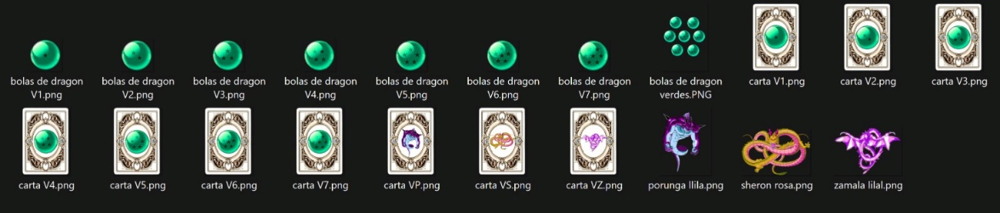 bolas de dragon
V1.png
bolas de dragon
V2.png
bolas de dragon
V3.png
bolas de dragon
V4.png
bolas de dragon
V5.png
bolas de dragon
V6.png
bolas de dragon
V7.png
bolas de dragon
verdes.PNG
carta V1.png
carta V2.png
carta V3.png
carta V4.png
carta V5.png
carta V6.png
carta V7.png
carta VP.png
carta VS.png
carta VZ.png
porunga llila.png
sheron rosa.png
zamala lilal.png